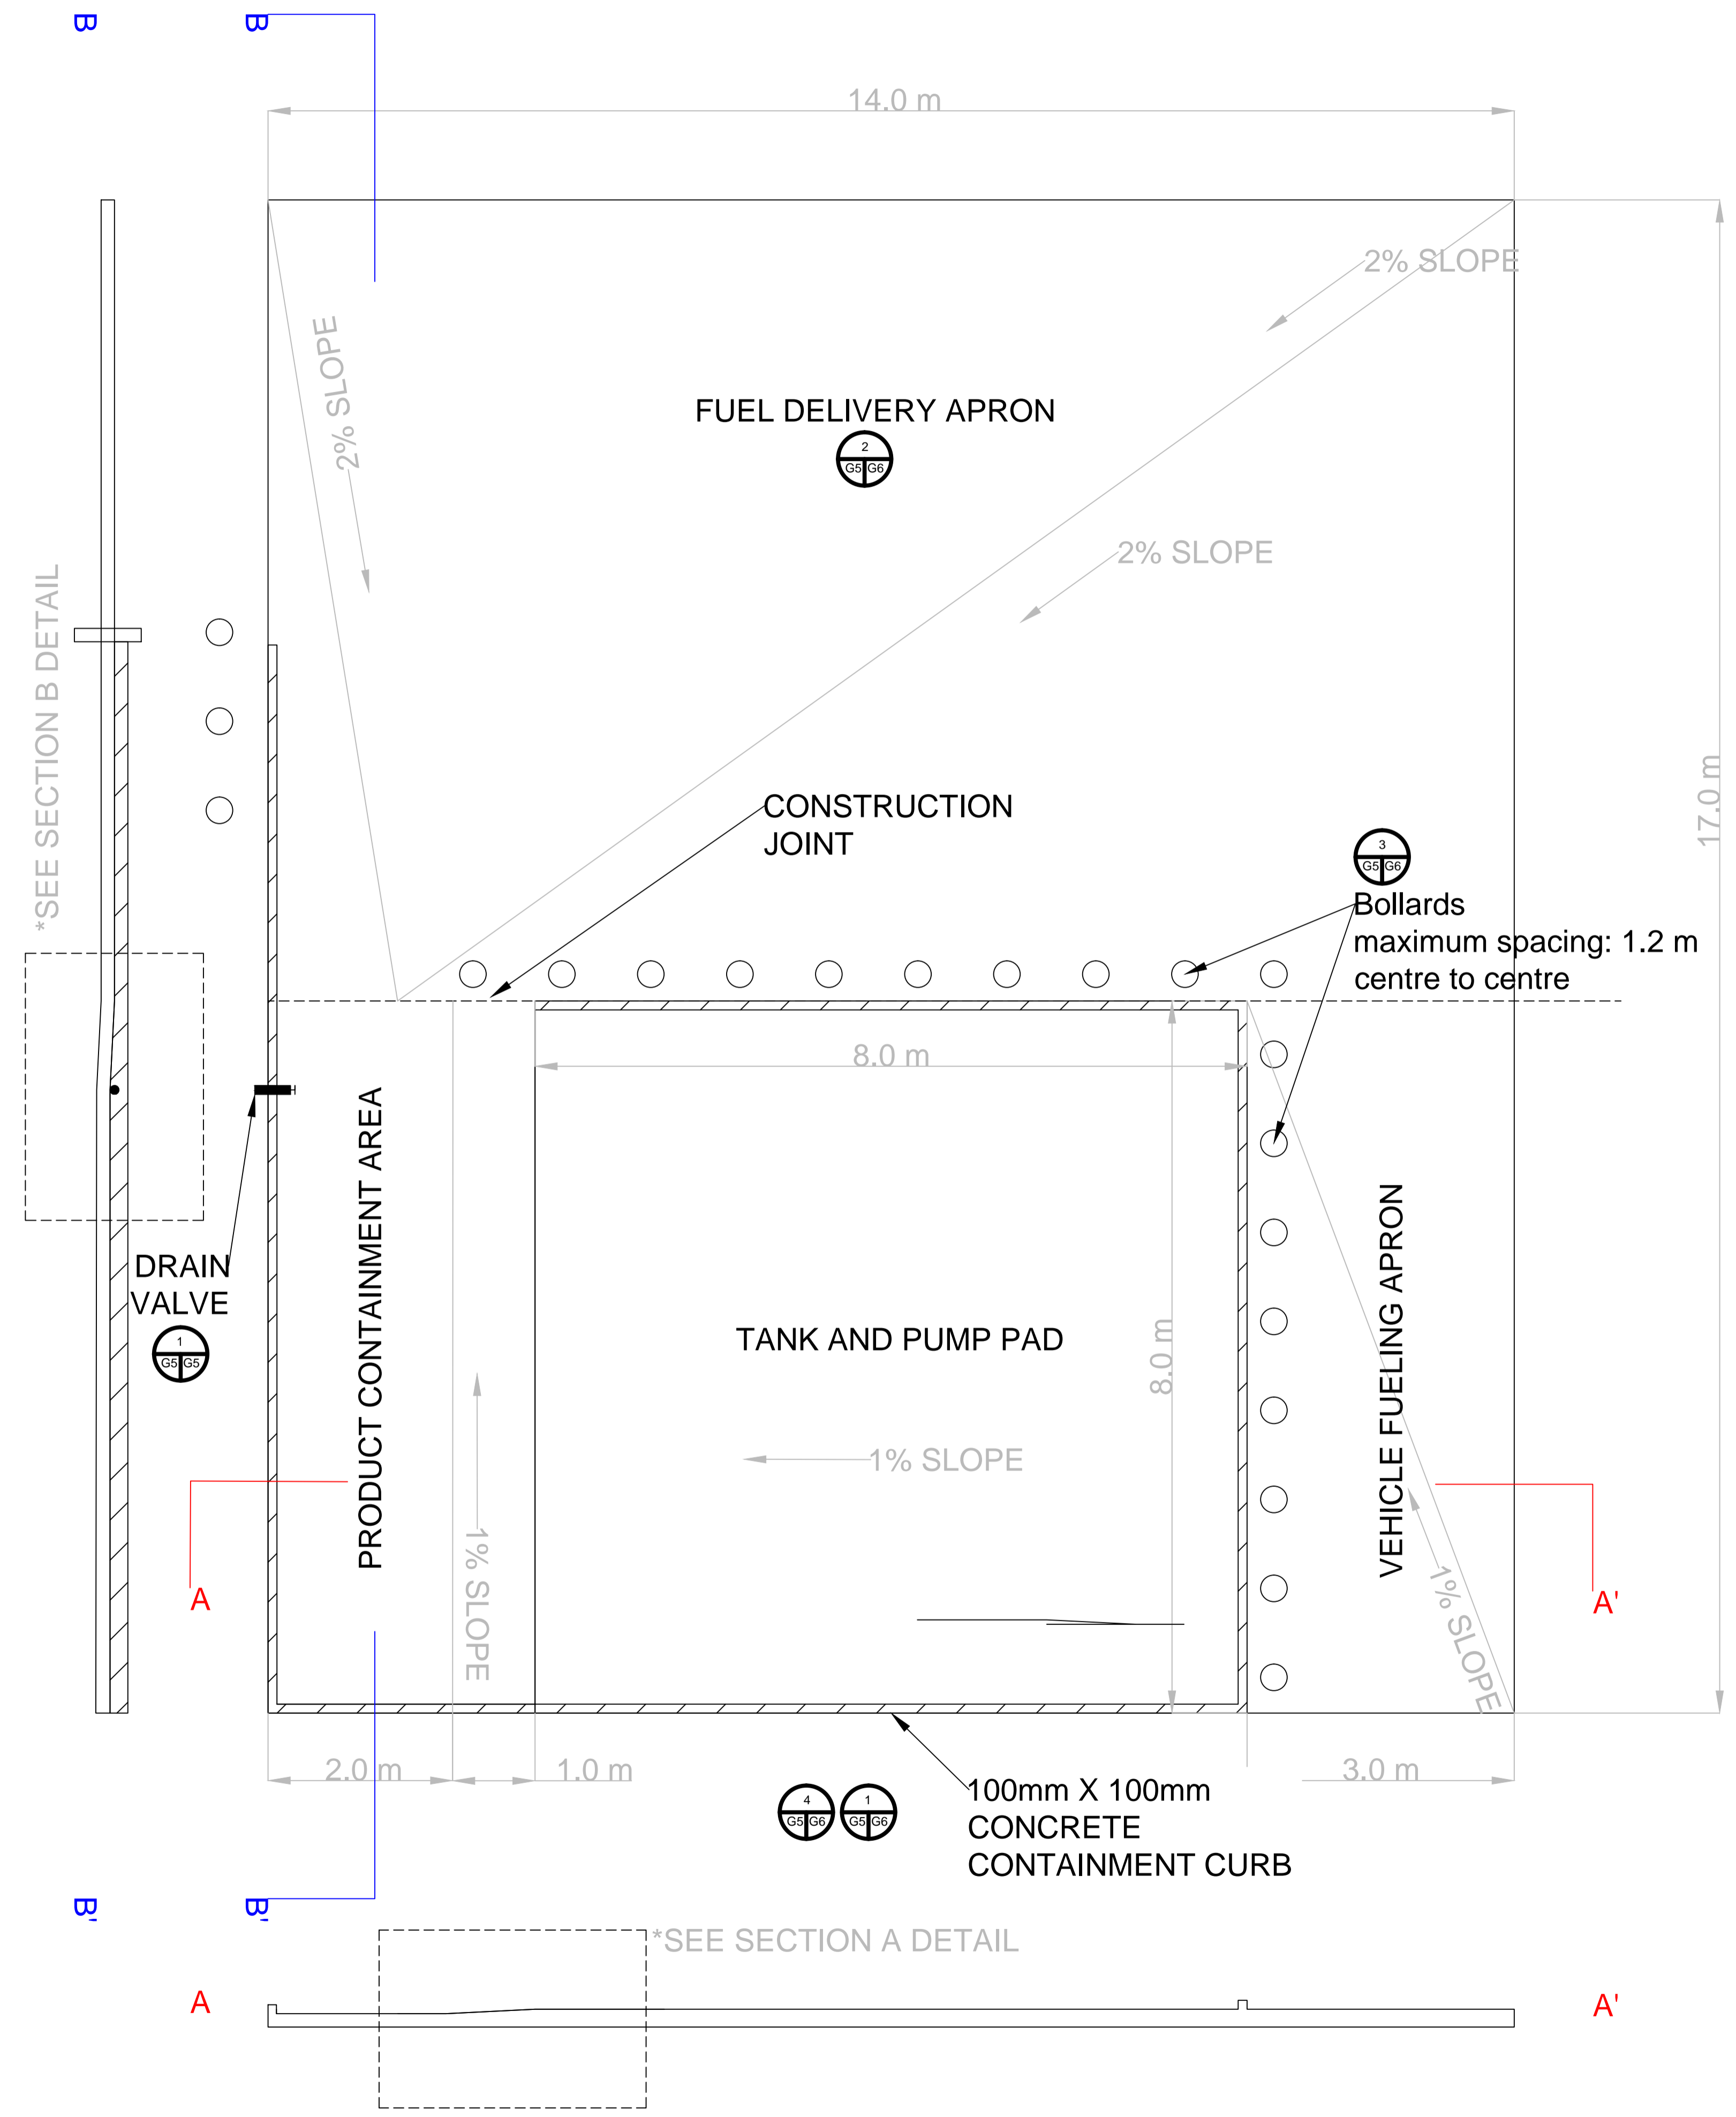 B
B
14.0 m
2% SLOPE
2% SLOPE
FUEL DELIVERY APRON
2
G5 G6
2% SLOPE
*SEE SECTION B DETAIL
17.0 m
CONSTRUCTION
JOINT
3
G5 G6
Bollards
maximum spacing: 1.2 m
centre to centre
8.0 m
PRODUCT CONTAINMENT AREA
VEHICLE FUELING APRON
DRAIN
VALVE
1
G5 G5
TANK AND PUMP PAD
8.0 m
1% SLOPE
1% SLOPE
1% SLOPE
A
A'
2.0 m
1.0 m
3.0 m
4
G5 G6
1
G5 G6
100mm X 100mm
CONCRETE
CONTAINMENT CURB
B'
B'
*SEE SECTION A DETAIL
A
A'